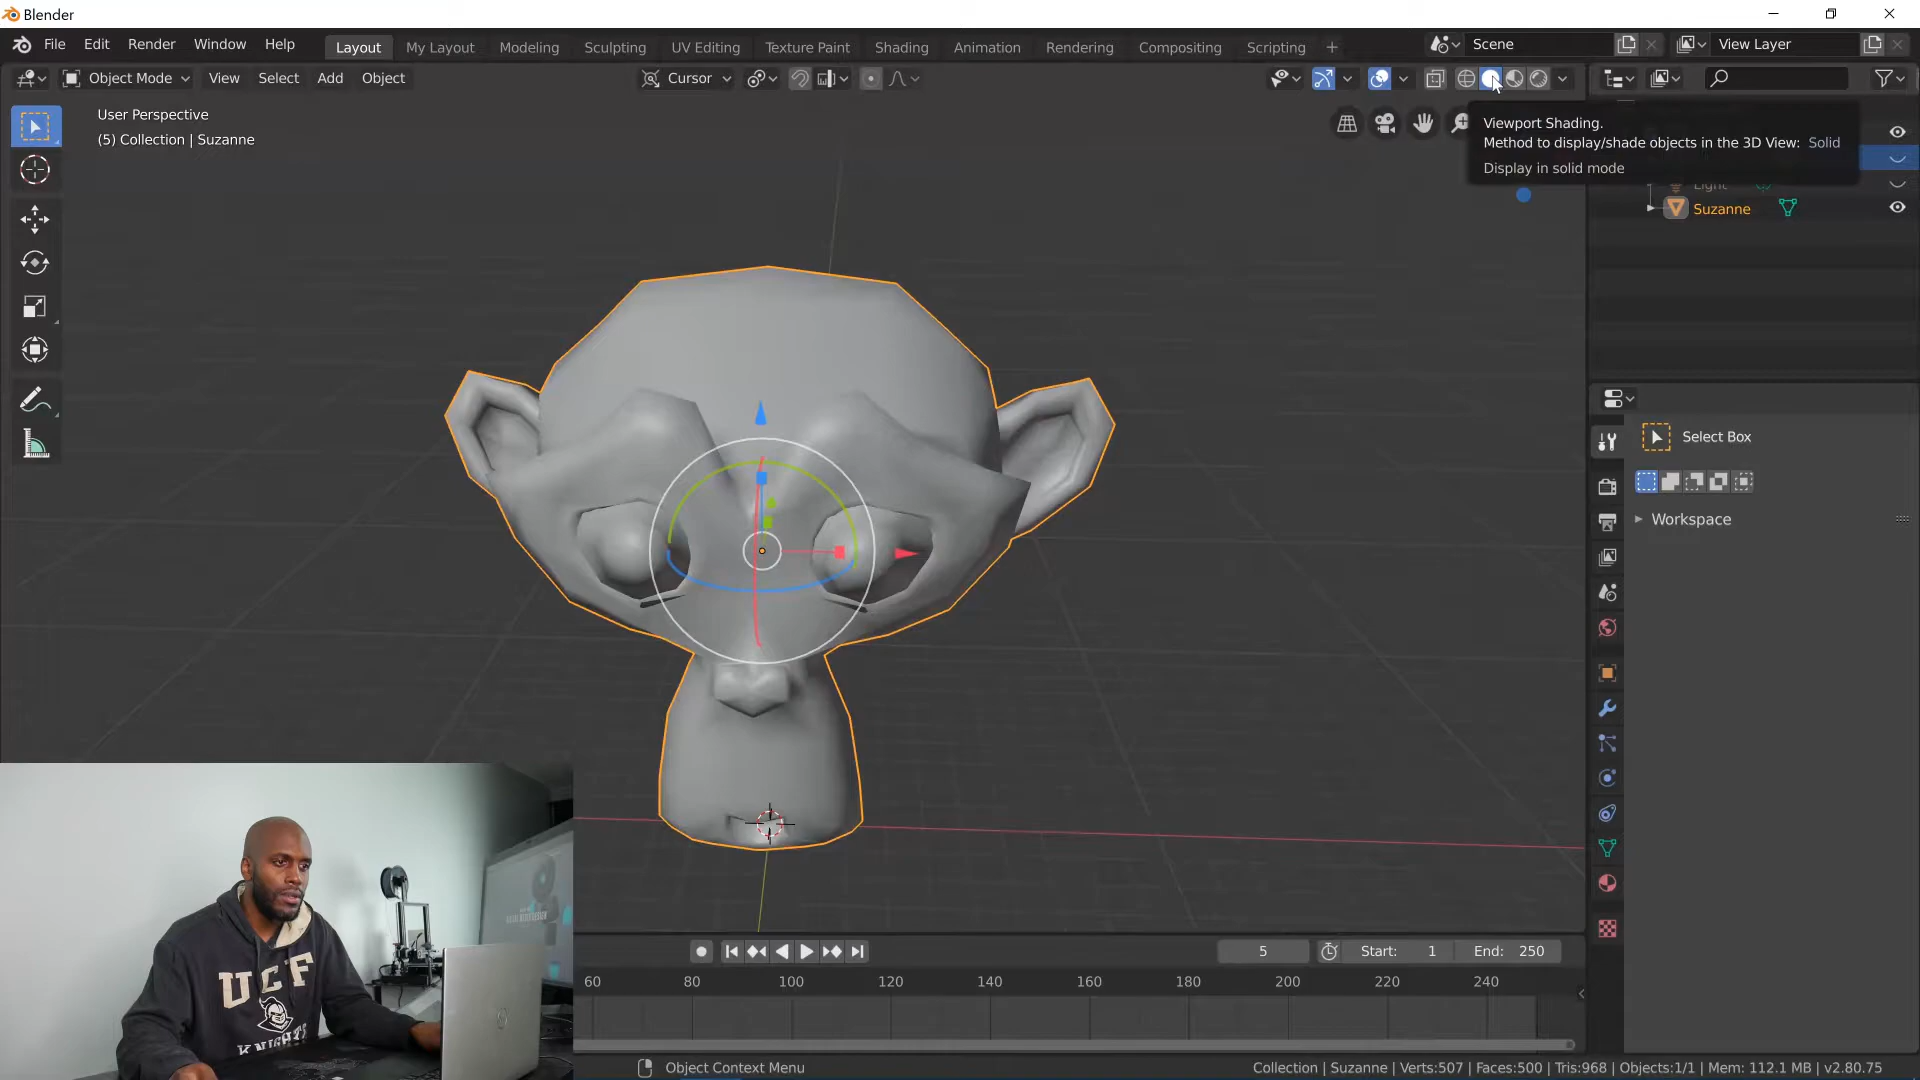 Blender
File Edit Render Window Help Layout My Layout Modeling Sculpting UV Editing Texture Paint Shading Animation Rendering Compositing Scripting + Scene View Layer
Object Mode View Select Add Object Cursor
User Perspective
(5) Collection | Suzanne
Viewport Shading.
Method to display/shade objects in the 3D View: Solid
Display in solid mode
Light
Suzanne
Select Box
Workspace
UCF
KNIGHTS
5 Start: 1 End: 250
60 80 100 120 140 160 180 200 220 240
Object Context Menu
Collection | Suzanne | Verts:507 | Faces:500 | Tris:968 | Objects:1/1 | Mem: 112.1 MB | v2.80.75